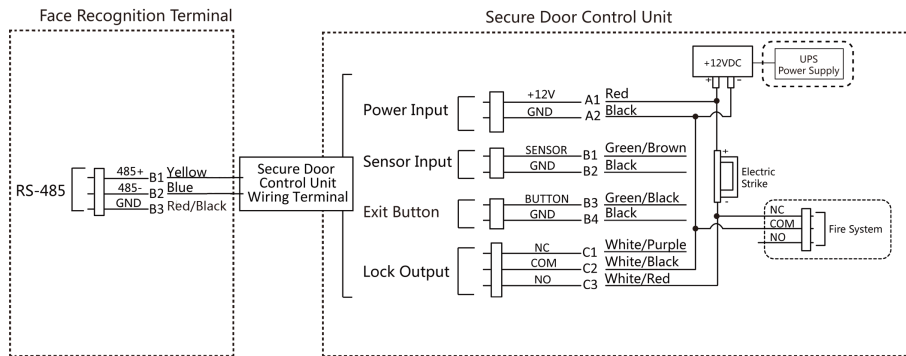 Face Recognition Terminal
Secure Door Control Unit
RS-485
485+ B1 Yellow
485- B2 Blue
GND B3 Red/Black
Secure Door
Control Unit
Wiring Terminal
Power Input
+12V A1 Red
GND A2 Black
Sensor Input
SENSOR B1 Green/Brown
GND B2 Black
Exit Button
BUTTON B3 Green/Black
GND B4 Black
Lock Output
NC C1 White/Purple
COM C2 White/Black
NO C3 White/Red
+12VDC
+ -
UPS
Power Supply
+
Electric
Strike
-
NC
COM
NO
Fire System